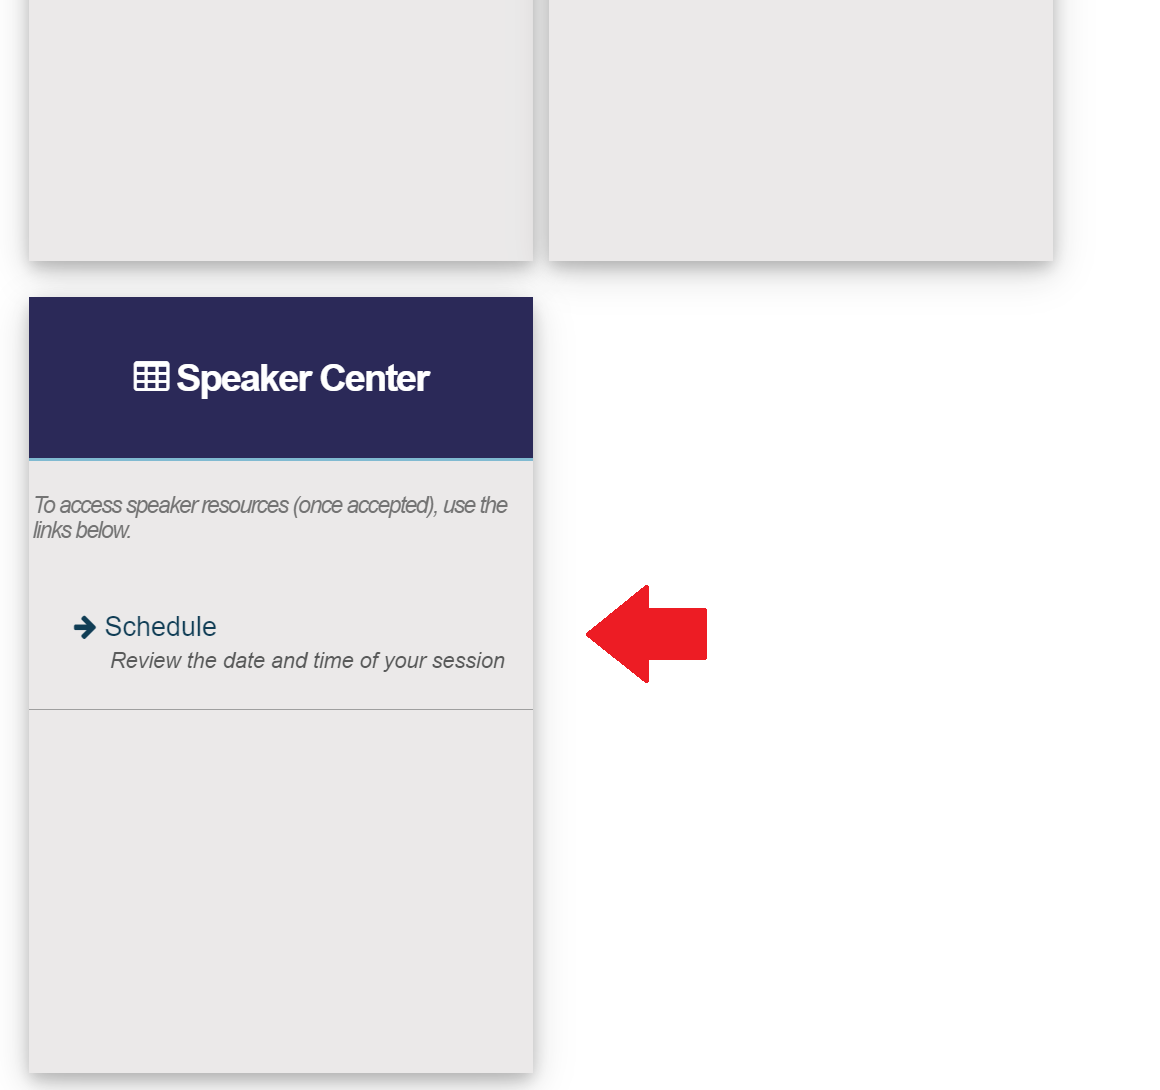 Speaker Center
To access speaker resources (once accepted), use the
links below.
Schedule
Review the date and time of your session